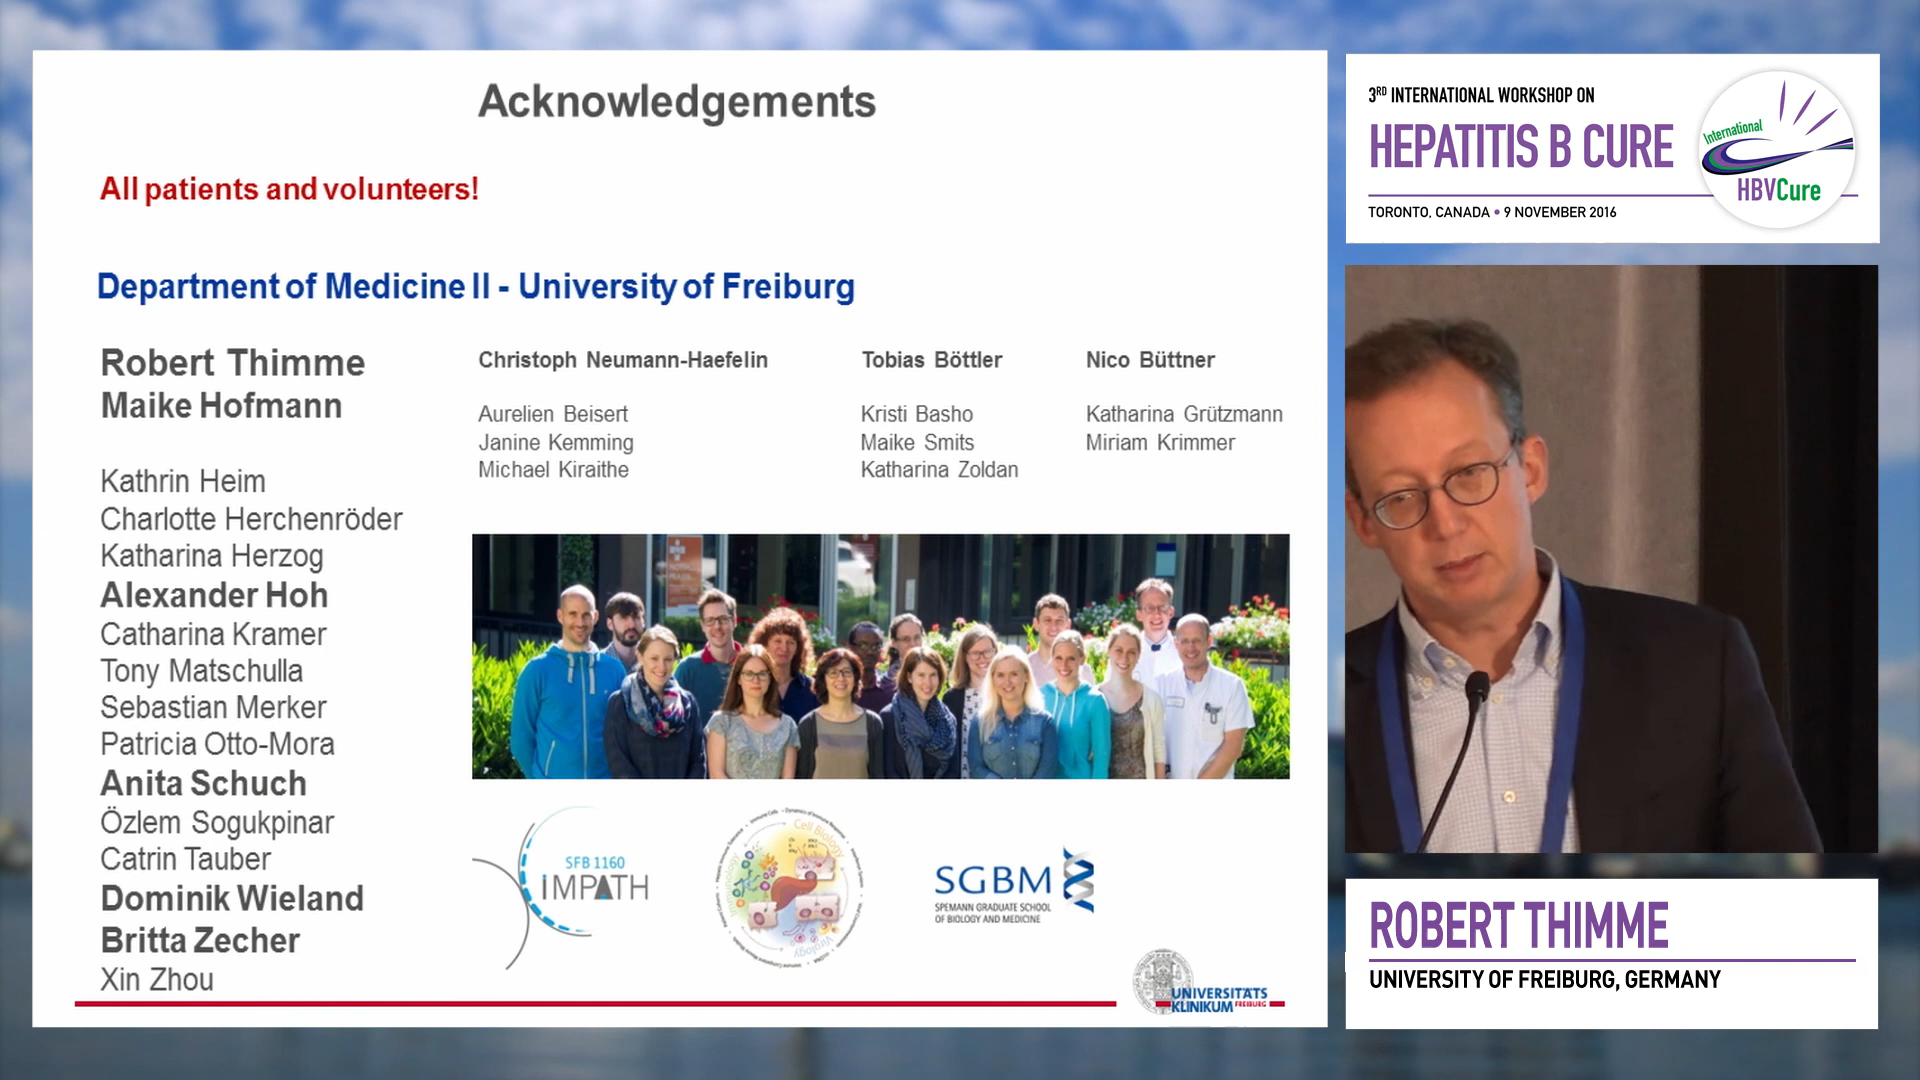 Acknowledgements
All patients and volunteers!
Department of Medicine II - University of Freiburg
Robert Thimme
Maike Hofmann
Kathrin Heim
Charlotte Herchenröder
Katharina Herzog
Alexander Hoh
Catharina Kramer
Tony Matschulla
Sebastian Merker
Patricia Otto-Mora
Anita Schuch
Özlem Sogukpinar
Catrin Tauber
Dominik Wieland
Britta Zecher
Xin Zhou
Christoph Neumann-Haefelin
Aurelien Beisert
Janine Kemming
Michael Kiraithe
Tobias Böttler
Kristi Basho
Maike Smits
Katharina Zoldan
Nico Büttner
Katharina Grützmann
Miriam Krimmer
SFB 1160
IMPATH
Cell Biology
Immunology
Virology
SGBM
SPEMANN GRADUATE SCHOOL
OF BIOLOGY AND MEDICINE
UNIVERSITÄTS
KLINIKUM FREIBURG
3RD INTERNATIONAL WORKSHOP ON
HEPATITIS B CURE
TORONTO, CANADA • 9 NOVEMBER 2016
International
HBVCure
ROBERT THIMME
UNIVERSITY OF FREIBURG, GERMANY